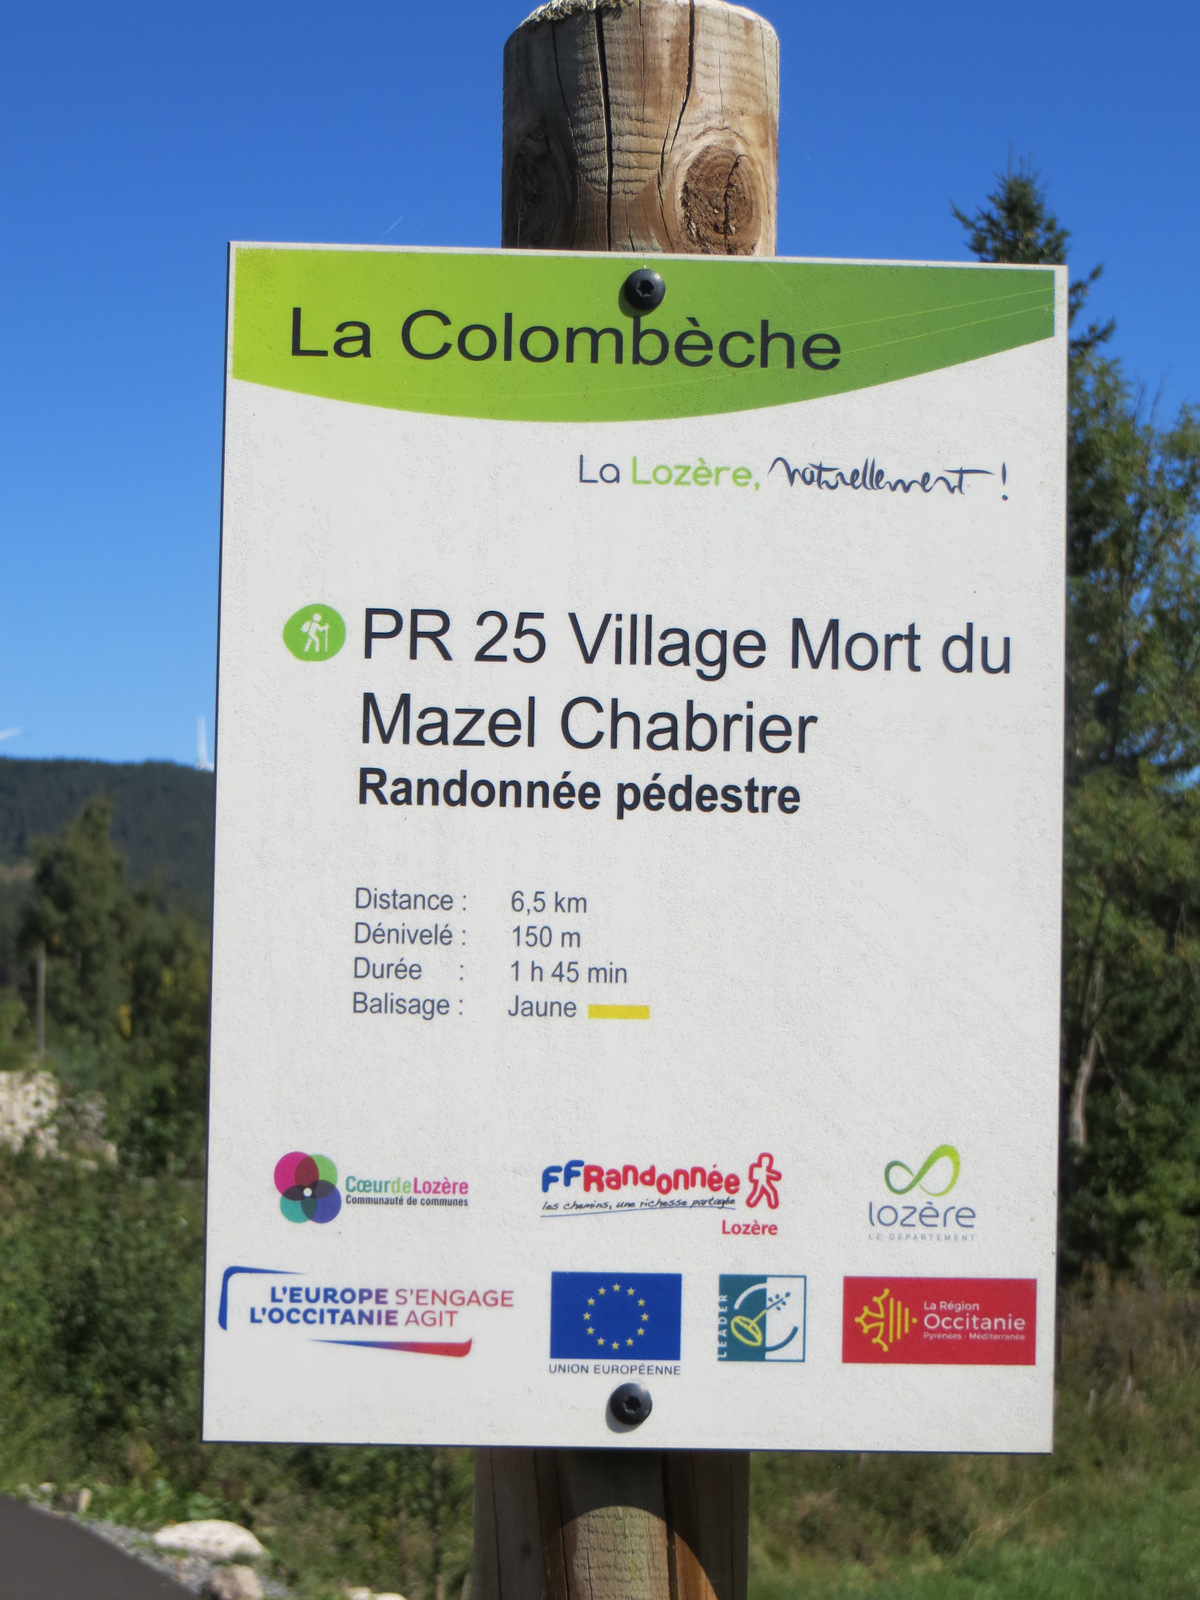 La Colombèche
La Lozère, naturellement !
PR 25 Village Mort du
Mazel Chabrier
Randonnée pédestre
Distance : 6,5 km
Dénivelé : 150 m
Durée : 1 h 45 min
Balisage : Jaune
CœurdeLozère
Communauté de communes
FFRandonnée
les chemins, une richesse partagée
Lozère
lozère
LE DÉPARTEMENT
L'EUROPE S'ENGAGE
L'OCCITANIE AGIT
UNION EUROPÉENNE
LEADER
La Région
Occitanie
Pyrénées - Méditerranée